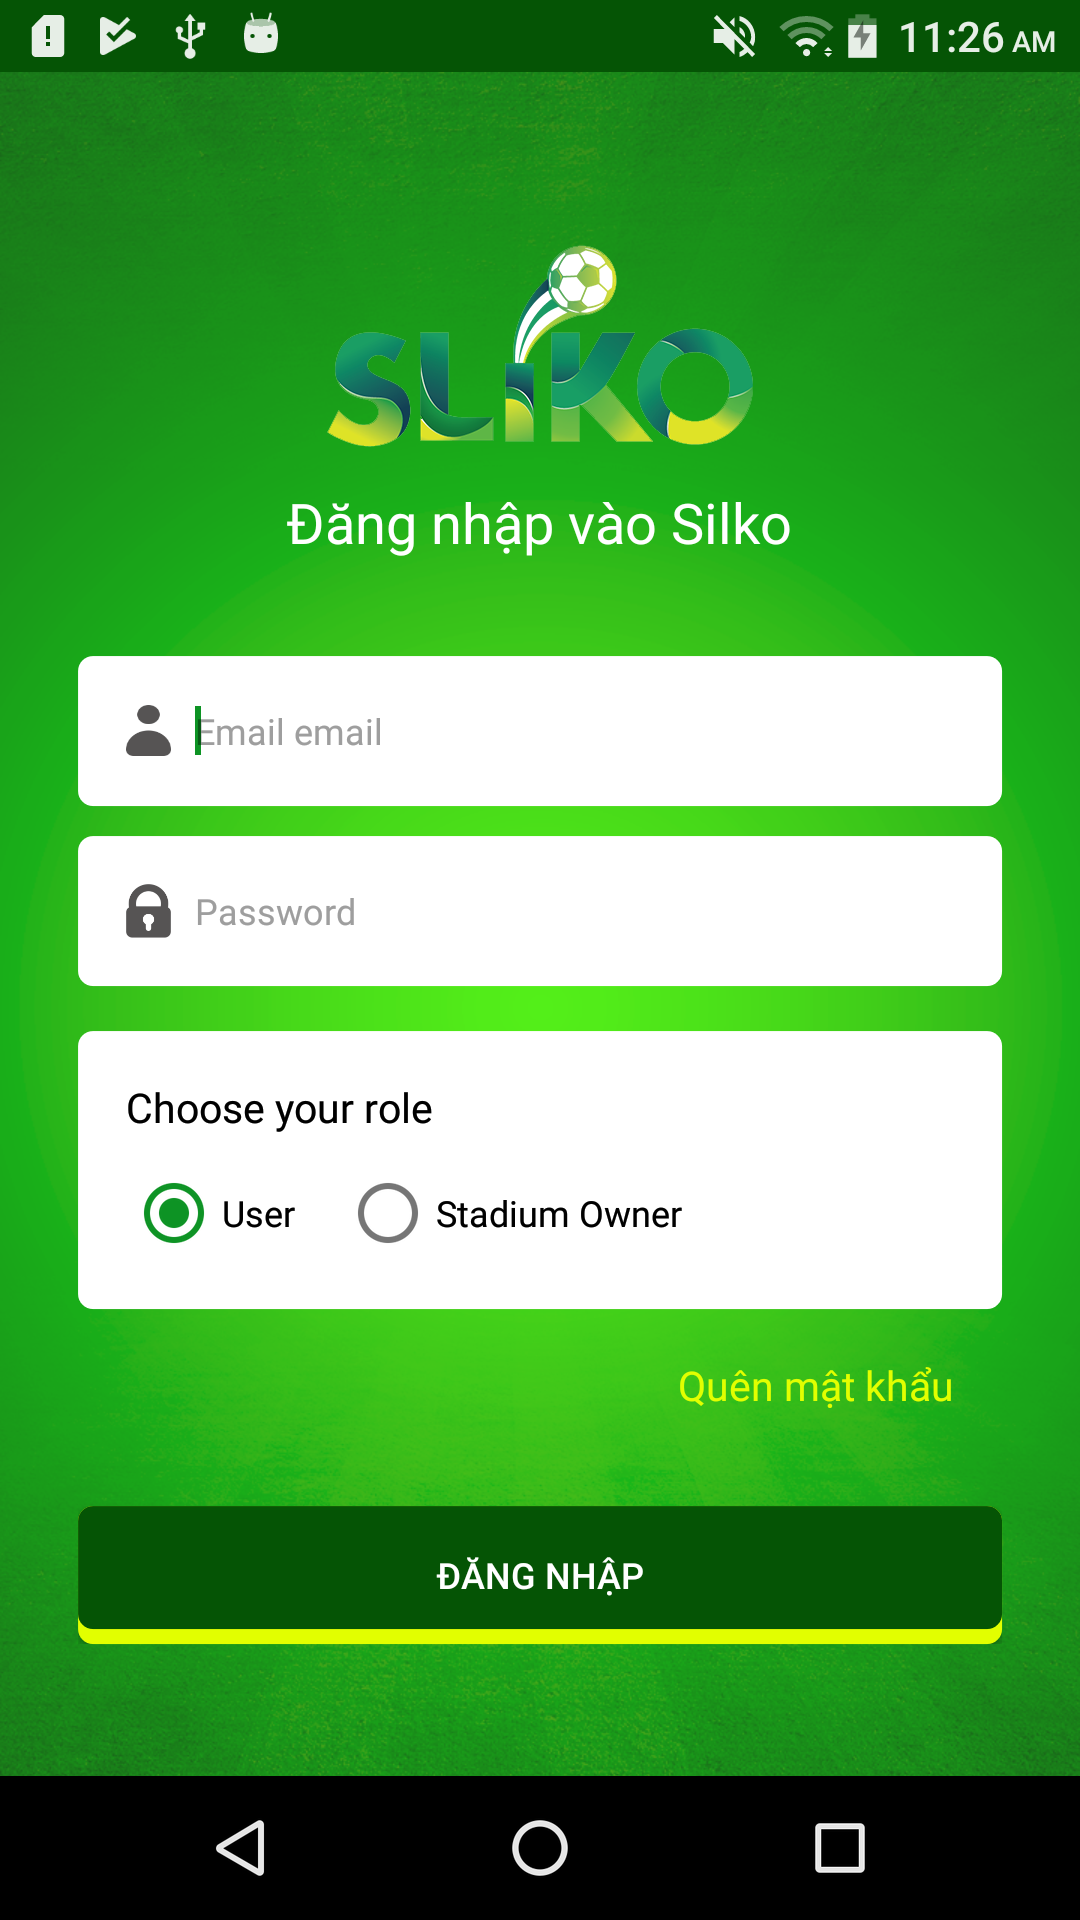 11:26 AM
SLIKO
Đăng nhập vào Silko
Email email
Password
Choose your role
User
Stadium Owner
Quên mật khẩu
ĐĂNG NHẬP